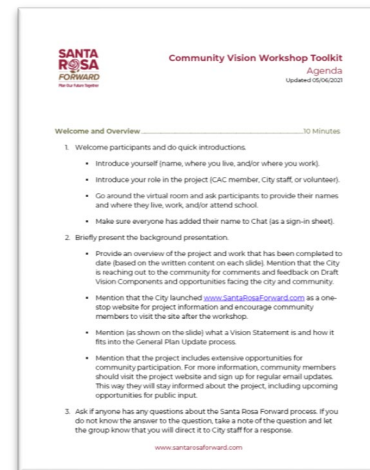 SANTA
ROSA
FORWARD
Plan Our Future Together
Community Vision Workshop Toolkit
Agenda
Updated 05/06/2021
Welcome and Overview ........................................................ 10 Minutes
1. Welcome participants and do quick introductions.
• Introduce yourself (name, where you live, and/or where you work).
• Introduce your role in the project (CAC member, City staff, or volunteer).
• Go around the virtual room and ask participants to provide their names
and where they live, work, and/or attend school.
• Make sure everyone has added their name to Chat (as a sign-in sheet).
2. Briefly present the background presentation.
• Provide an overview of the project and work that has been completed to
date (based on the written content on each slide). Mention that the City
is reaching out to the community for comments and feedback on Draft
Vision Components and opportunities facing the city and community.
• Mention that the City launched www.SantaRosaForward.com as a one-
stop website for project information and encourage community
members to visit the site after the workshop.
• Mention (as shown on the slide) what a Vision Statement is and how it
fits into the General Plan Update process.
• Mention that the project includes extensive opportunities for
community participation. For more information, community members
should visit the project website and sign up for regular email updates.
This way they will stay informed about the project, including upcoming
opportunities for public input.
3. Ask if anyone has any questions about the Santa Rosa Forward process. If you
do not know the answer to the question, take a note of the question and let
the group know that you will direct it to City staff for a response.
www.santarosaforward.com